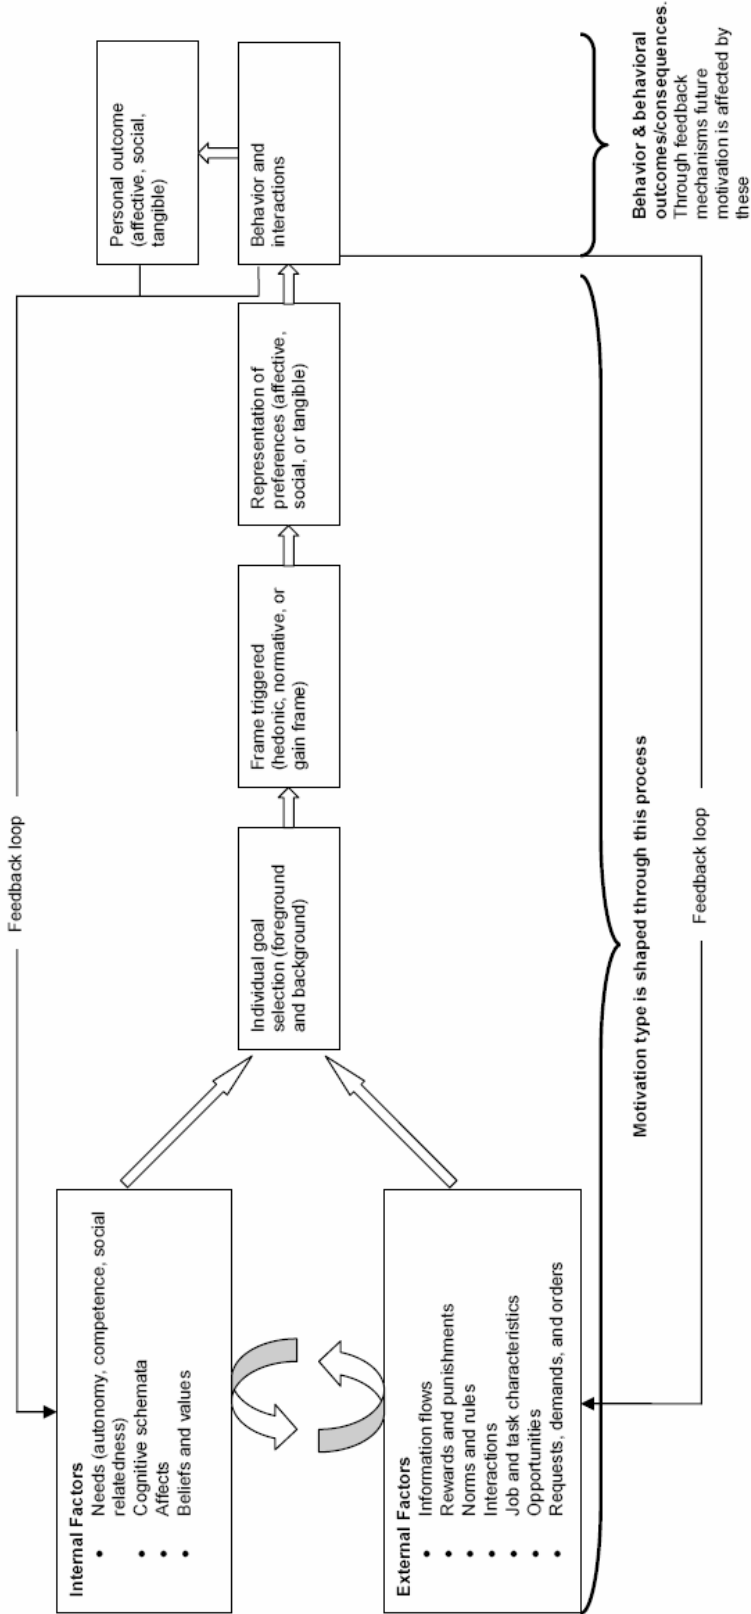 Feedback loop
Internal Factors
• Needs (autonomy, competence, social
relatedness)
• Cognitive schemata
• Affects
• Beliefs and values
External Factors
• Information flows
• Rewards and punishments
• Norms and rules
• Interactions
• Job and task characteristics
• Opportunities
• Requests, demands, and orders
Individual goal
selection (foreground
and background)
Frame triggered
(hedonic, normative, or
gain frame)
Representation of
preferences (affective,
social, or tangible)
Behavior and
interactions
Personal outcome
(affective, social,
tangible)
Motivation type is shaped through this process
Feedback loop
Behavior & behavioral
outcomes/consequences.
Through feedback
mechanisms future
motivation is affected by
these